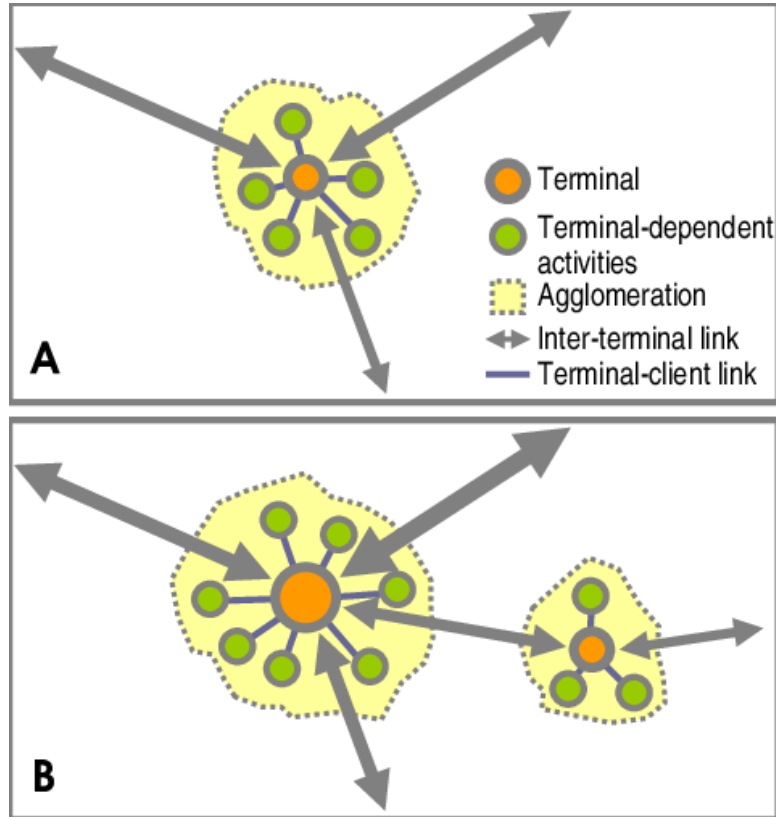 Terminal
Terminal-dependent
activities
Agglomeration
Inter-terminal link
Terminal-client link
A
B